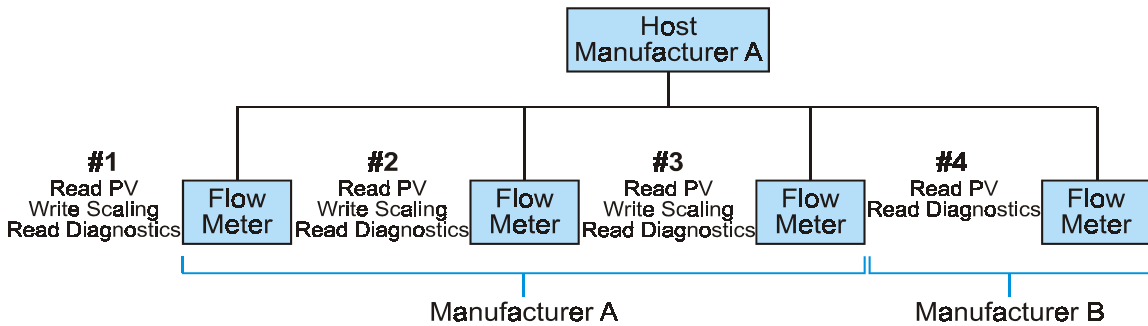 Host
Manufacturer A
#1
Read PV
Write Scaling
Read Diagnostics
Flow
Meter
#2
Read PV
Write Scaling
Read Diagnostics
Flow
Meter
#3
Read PV
Write Scaling
Read Diagnostics
Flow
Meter
#4
Read PV
Read Diagnostics
Flow
Meter
Manufacturer A
Manufacturer B